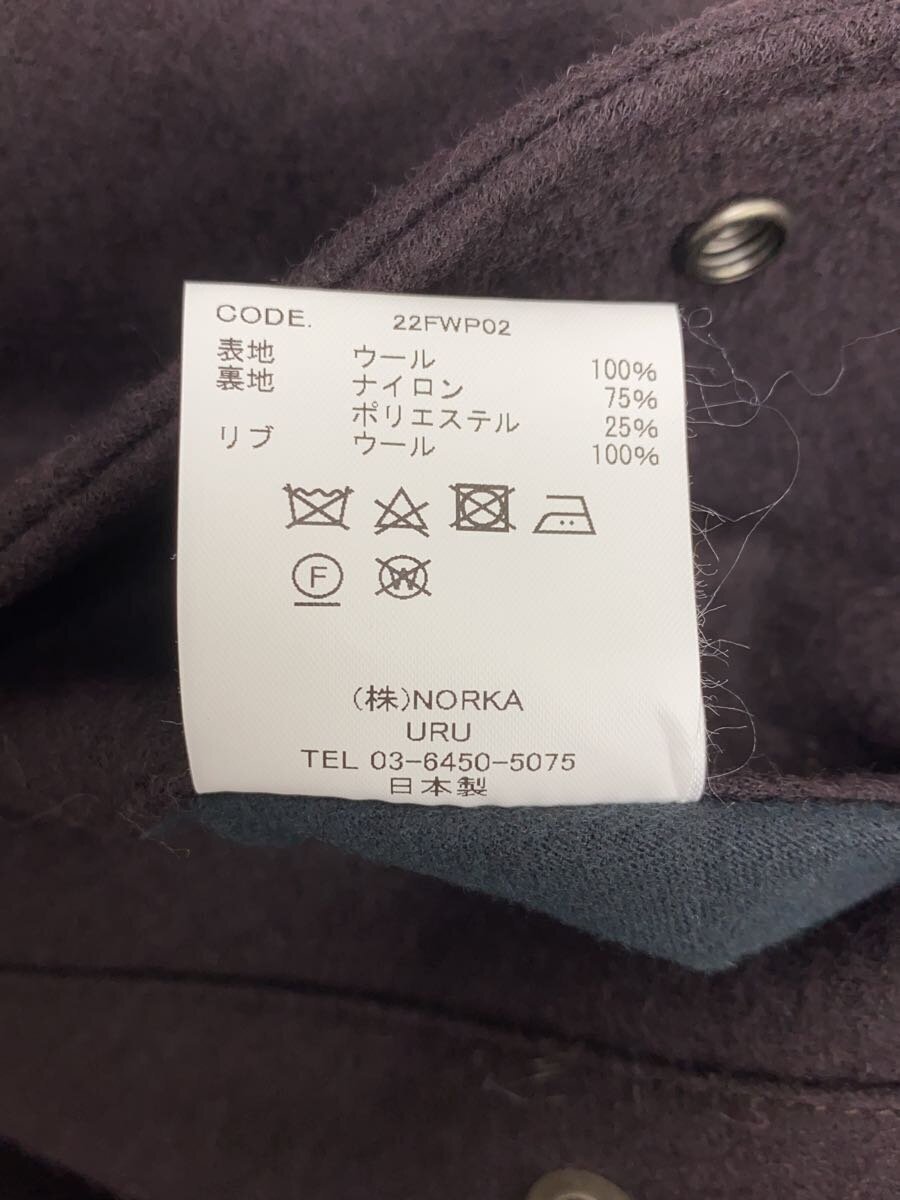 CODE. 22FWP02
表地 ウール 100%
裏地 ナイロン 75%
ポリエステル 25%
リブ ウール 100%
F
W
(株)NORKA
URU
TEL 03-6450-5075
日本製